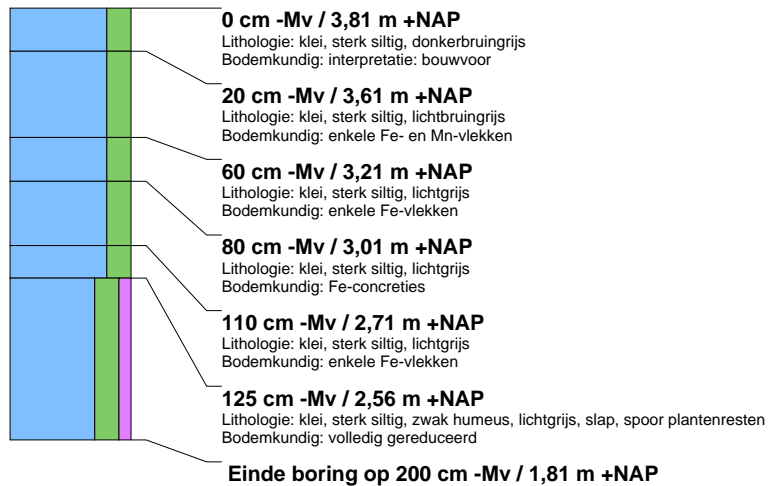 0 cm -Mv / 3,81 m +NAP
Lithologie: klei, sterk siltig, donkerbruingrijs
Bodemkundig: interpretatie: bouwvoor
20 cm -Mv / 3,61 m +NAP
Lithologie: klei, sterk siltig, lichtbruingrijs
Bodemkundig: enkele Fe- en Mn-vlekken
60 cm -Mv / 3,21 m +NAP
Lithologie: klei, sterk siltig, lichtgrijs
Bodemkundig: enkele Fe-vlekken
80 cm -Mv / 3,01 m +NAP
Lithologie: klei, sterk siltig, lichtgrijs
Bodemkundig: Fe-concreties
110 cm -Mv / 2,71 m +NAP
Lithologie: klei, sterk siltig, lichtgrijs
Bodemkundig: enkele Fe-vlekken
125 cm -Mv / 2,56 m +NAP
Lithologie: klei, sterk siltig, zwak humeus, lichtgrijs, slap, spoor plantenresten
Bodemkundig: volledig gereduceerd
Einde boring op 200 cm -Mv / 1,81 m +NAP